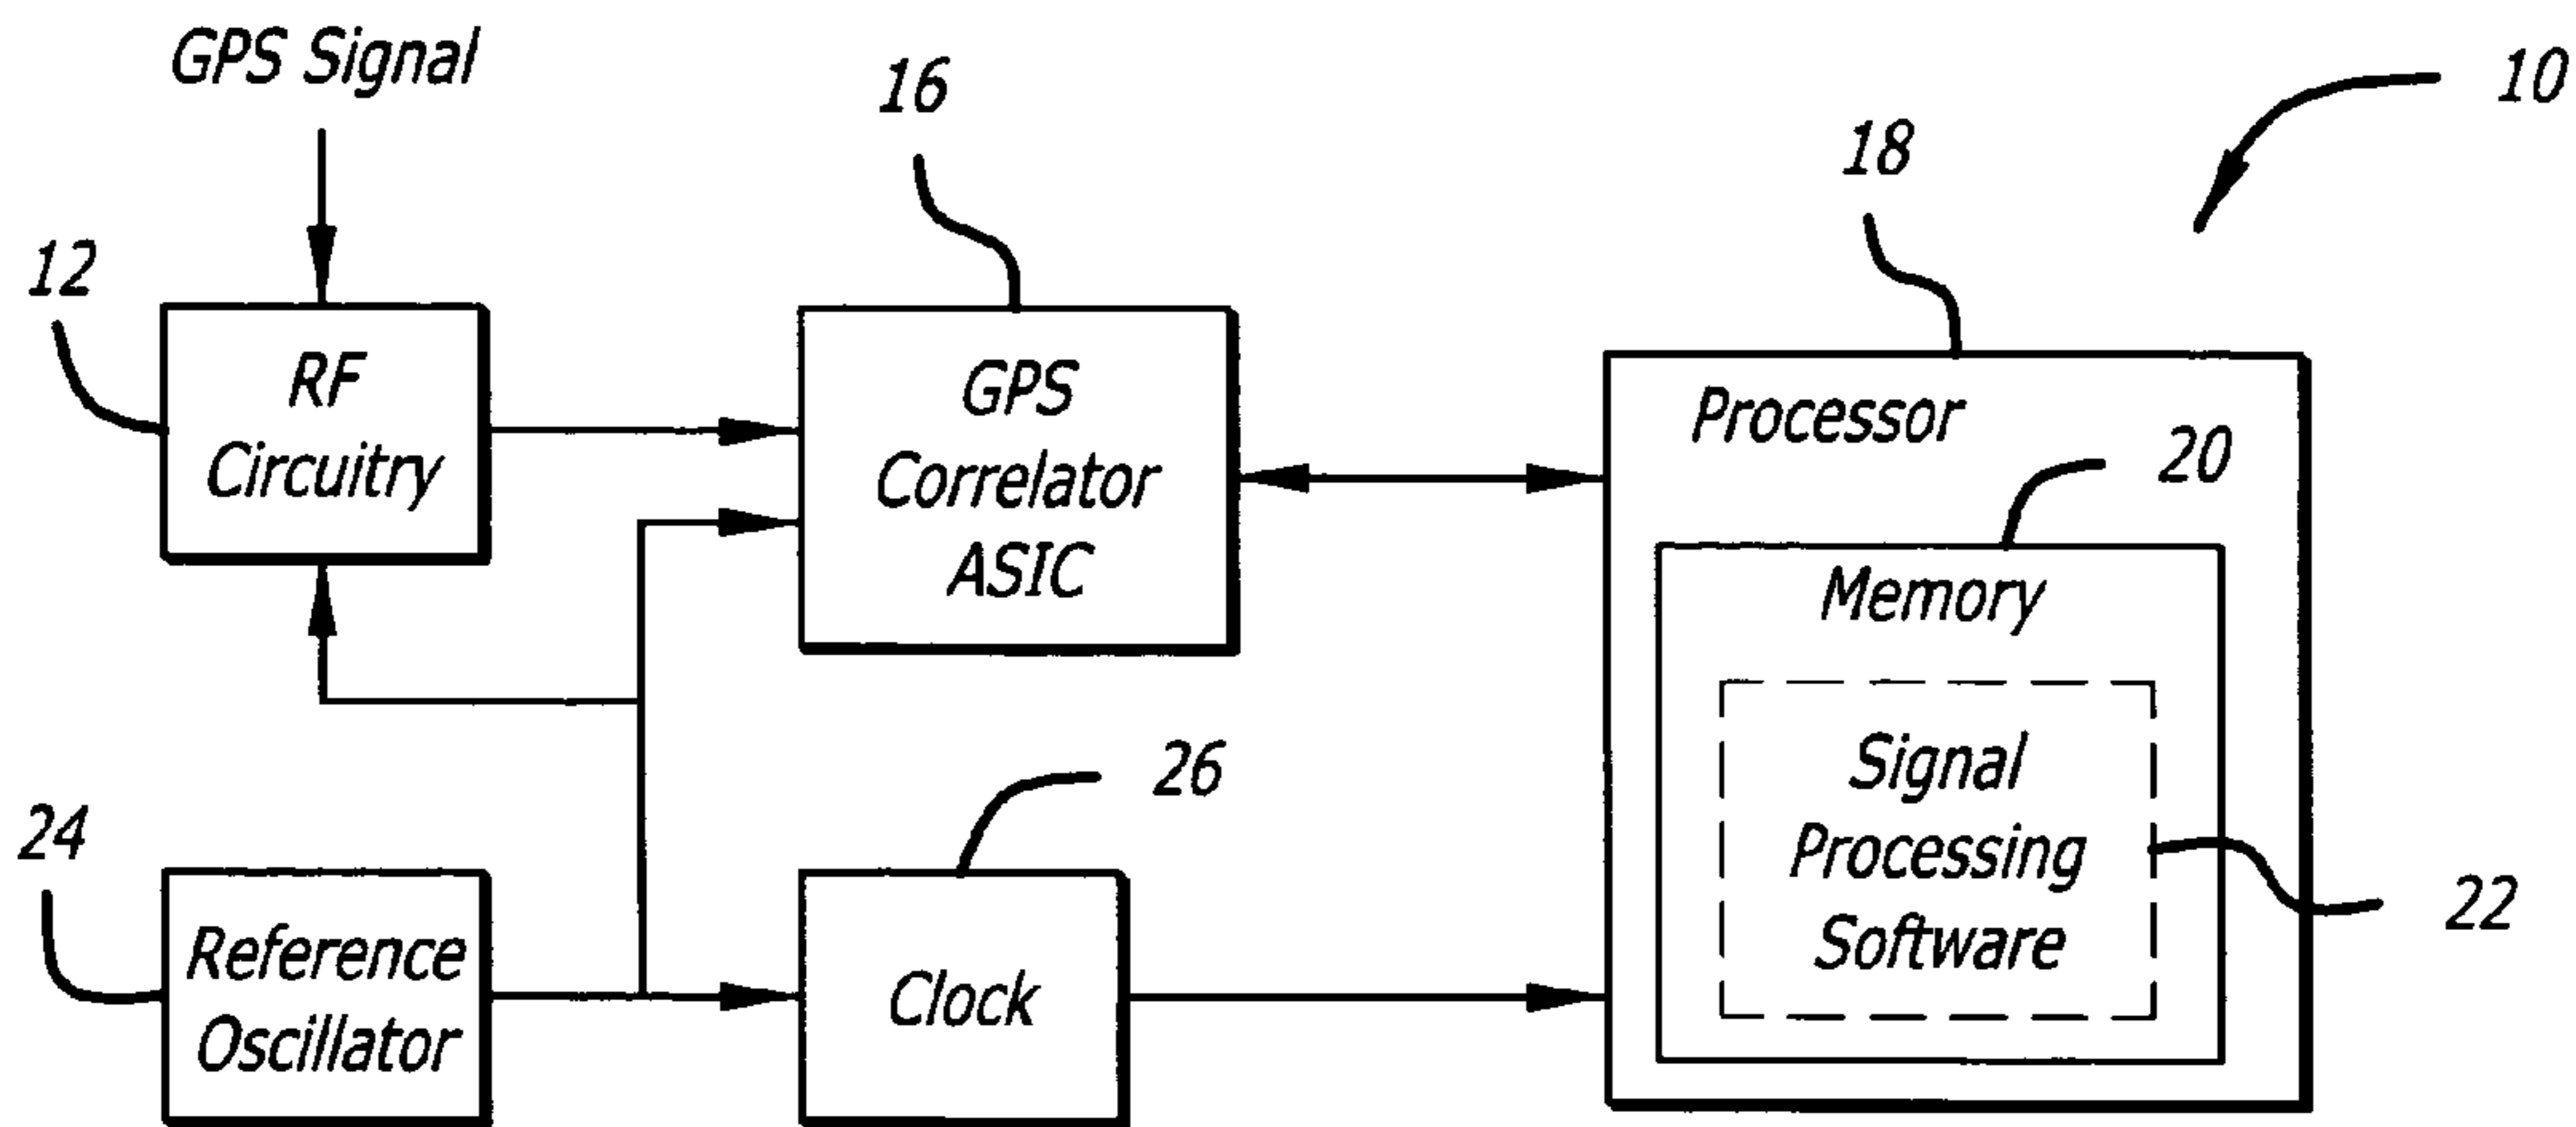 GPS Signal
16
10
18
12
RF
Circuitry
GPS
Correlator
ASIC
Processor
20
Memory
Signal
Processing
Software
22
26
24
Reference
Oscillator
Clock